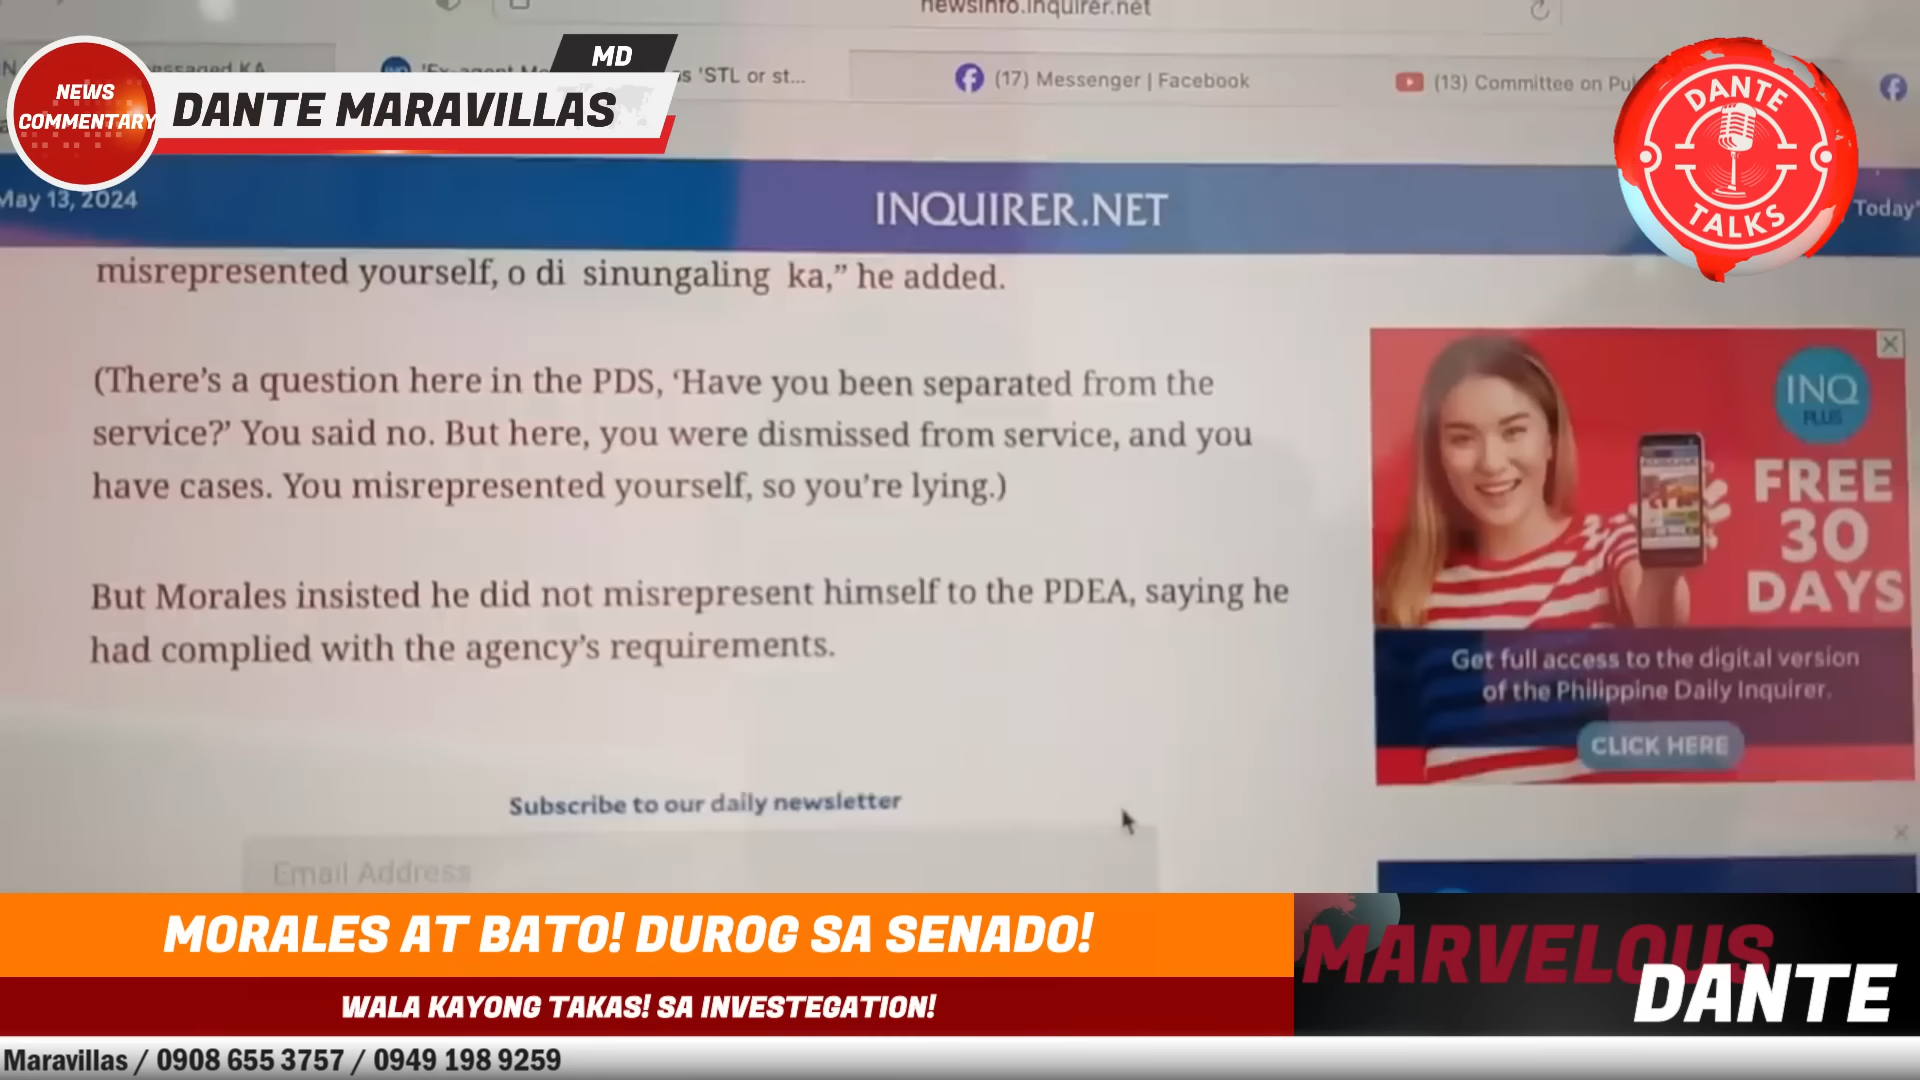 newsinfo.inquirer.net
MD
NEWS
COMMENTARY
DANTE MARAVILLAS
'STL or st...
(17) Messenger | Facebook
(13) Committee on
DANTE
TALKS
May 13, 2024
INQUIRER.NET
Today'
misrepresented yourself, o di sinungaling ka,” he added.
(There’s a question here in the PDS, ‘Have you been separated from the
service?’ You said no. But here, you were dismissed from service, and you
have cases. You misrepresented yourself, so you’re lying.)
But Morales insisted he did not misrepresent himself to the PDEA, saying he
had complied with the agency’s requirements.
INQ
PLUS
FREE
30
DAYS
Get full access to the digital version
of the Philippine Daily Inquirer.
CLICK HERE
Subscribe to our daily newsletter
Email Address
MORALES AT BATO! DUROG SA SENADO!
WALA KAYONG TAKAS! SA INVESTEGATION!
MARVELOUS
DANTE
Maravillas / 0908 655 3757 / 0949 198 9259